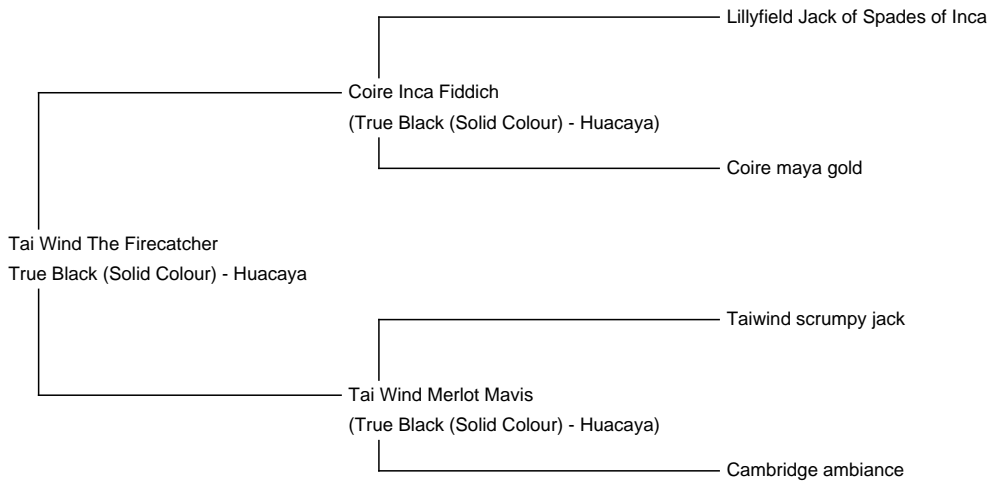 Lillyfield Jack of Spades of Inca
Coire Inca Fiddich
(True Black (Solid Colour) - Huacaya)
Coire maya gold
Tai Wind The Firecatcher
True Black (Solid Colour) - Huacaya
Taiwind scrumpy jack
Tai Wind Merlot Mavis
(True Black (Solid Colour) - Huacaya)
Cambridge ambiance